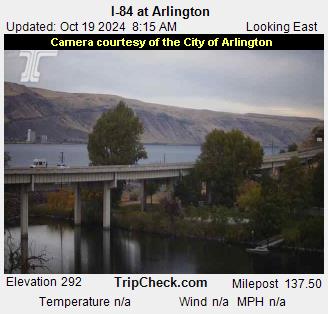 I-84 at Arlington
Updated: Oct 19 2024 8:15 AM Looking East
Camera courtesy of the City of Arlington
Elevation 292 TripCheck.com Milepost 137.50
Temperature n/a Wind n/a MPH n/a